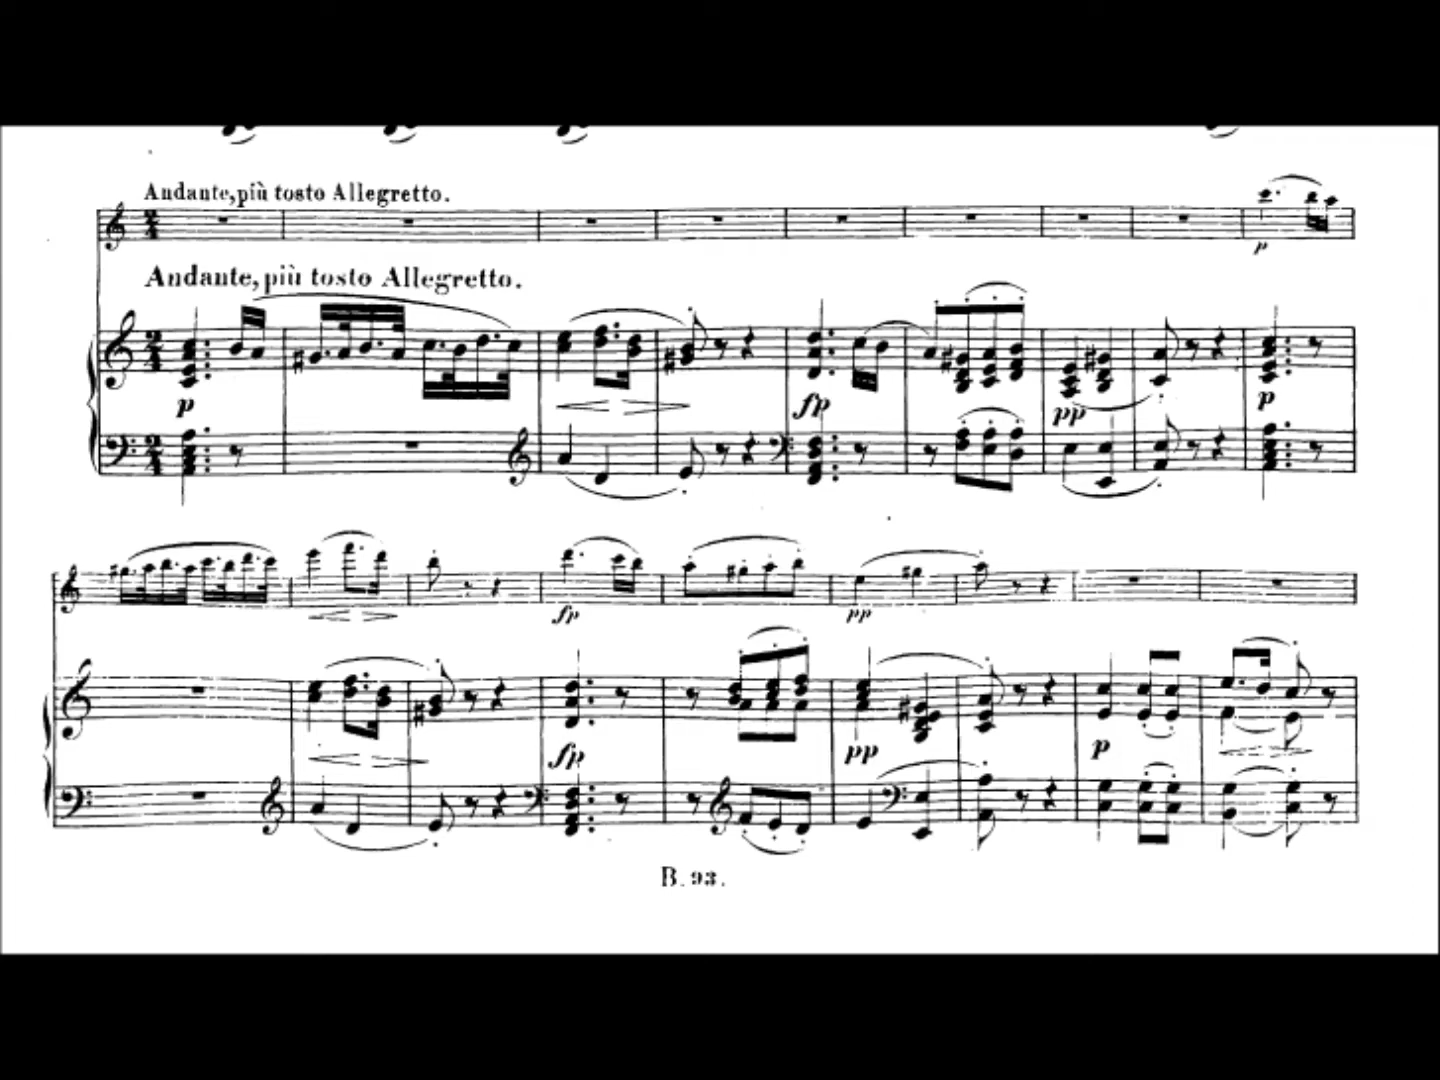 Andante, più tosto Allegretto.
p
Andante, più tosto Allegretto.
p fp pp p
fp pp
fp pp p
B. 93.